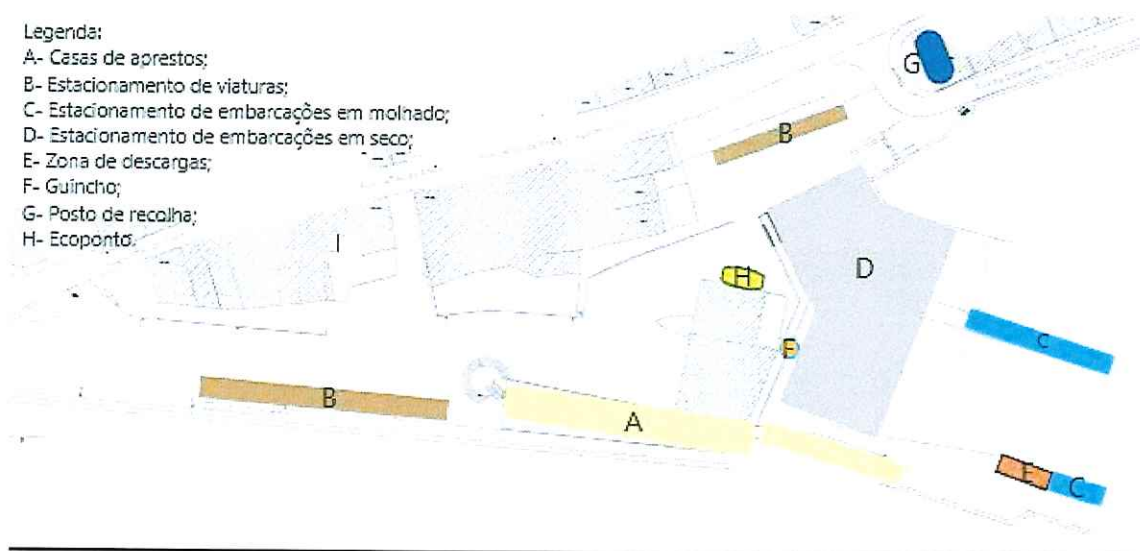 Legenda:
A- Casas de aprestos;
B- Estacionamento de viaturas;
C- Estacionamento de embarcações em molhado;
D- Estacionamento de embarcações em seco;
E- Zona de descargas;
F- Guincho;
G- Posto de recolha;
H- Ecoponto.
G
B
D
H
C
F
B
A
E
C